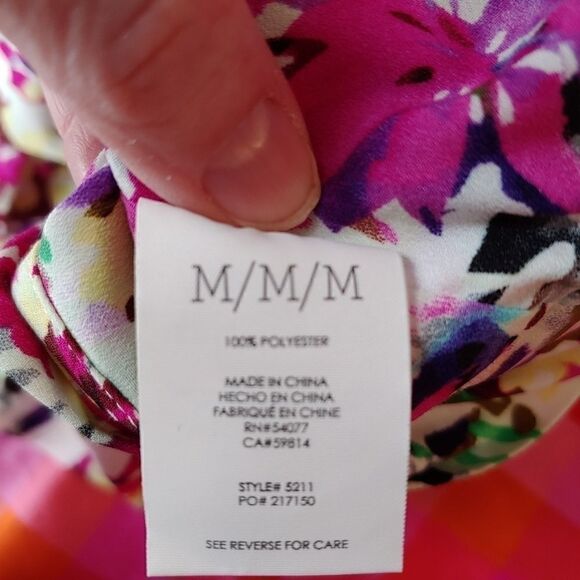 M/M/M
100% POLYESTER
MADE IN CHINA
HECHO EN CHINA
FABRIQUÉ EN CHINE
RN#54077
CA#59814
STYLE# 5211
PO# 217150
SEE REVERSE FOR CARE